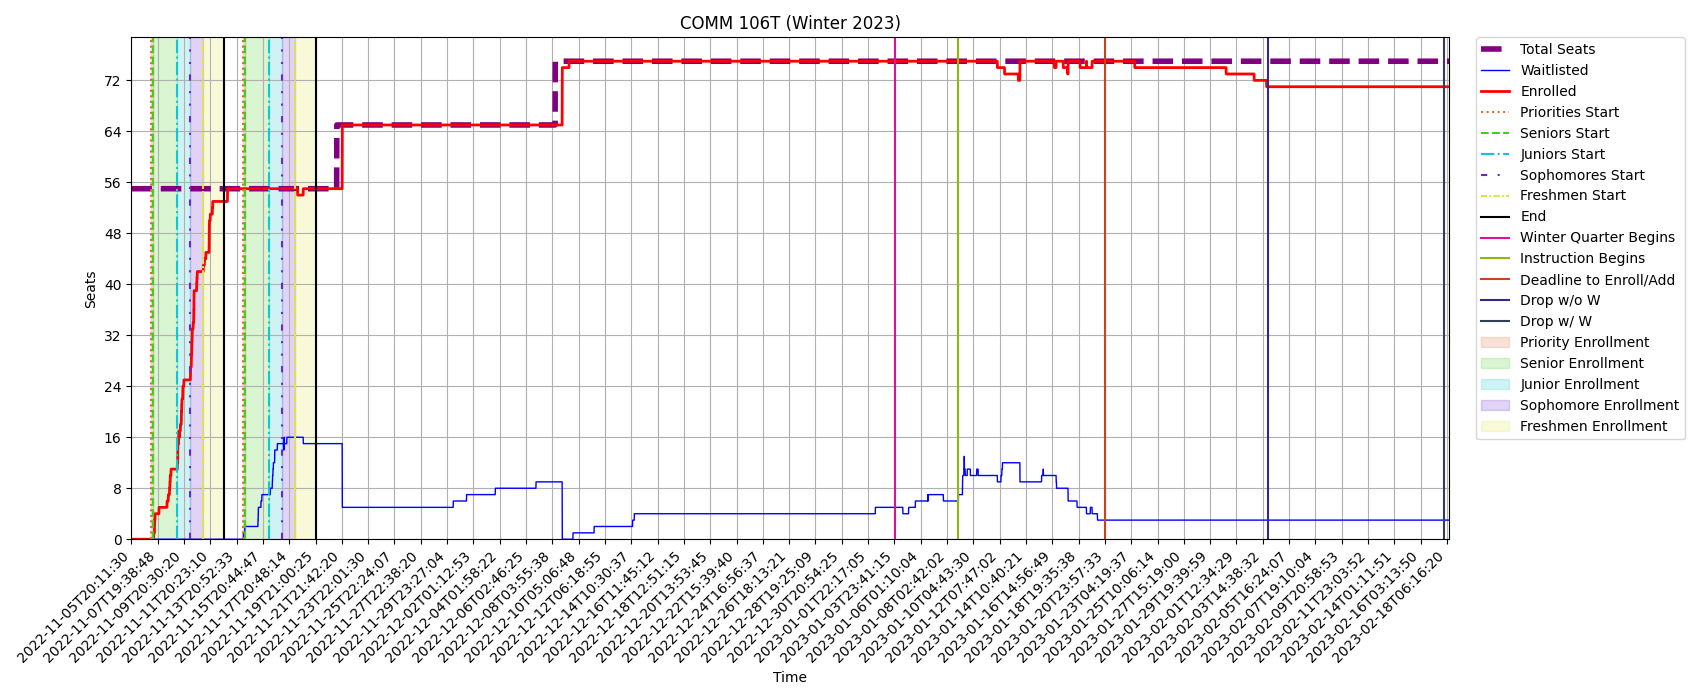 COMM 106T (Winter 2023)
Seats
72
64
56
48
40
32
24
16
8
0
2022-11-05T20:11:30
2022-11-07T19:38:48
2022-11-09T20:30:20
2022-11-11T20:23:10
2022-11-13T20:52:33
2022-11-15T20:44:47
2022-11-17T20:48:14
2022-11-19T21:00:25
2022-11-21T21:42:20
2022-11-23T22:01:30
2022-11-25T22:24:07
2022-11-27T22:38:20
2022-11-29T23:27:04
2022-12-04T01:12:53
2022-12-04T01:58:22
2022-12-06T02:46:25
2022-12-08T03:55:38
2022-12-10T05:06:48
2022-12-12T06:18:55
2022-12-14T10:30:37
2022-12-16T11:45:12
2022-12-18T12:51:15
2022-12-20T13:53:45
2022-12-22T15:39:40
2022-12-24T16:56:37
2022-12-26T18:13:21
2022-12-28T19:25:09
2022-12-30T20:54:25
2023-01-01T22:17:05
2023-01-03T23:41:15
2023-01-06T01:10:04
2023-01-08T02:42:02
2023-01-10T04:43:30
2023-01-12T07:47:02
2023-01-14T10:40:21
2023-01-16T14:56:49
2023-01-18T19:35:38
2023-01-20T23:57:33
2023-01-23T04:19:37
2023-01-25T10:06:14
2023-01-27T15:19:00
2023-01-29T19:39:59
2023-02-01T12:34:29
2023-02-03T14:38:32
2023-02-05T16:24:07
2023-02-07T19:10:04
2023-02-09T20:58:53
2023-02-11T23:03:52
2023-02-14T01:11:51
2023-02-16T03:13:50
2023-02-18T06:16:20
Time
Total Seats
Waitlisted
Enrolled
Priorities Start
Seniors Start
Juniors Start
Sophomores Start
Freshmen Start
End
Winter Quarter Begins
Instruction Begins
Deadline to Enroll/Add
Drop w/o W
Drop w/ W
Priority Enrollment
Senior Enrollment
Junior Enrollment
Sophomore Enrollment
Freshmen Enrollment